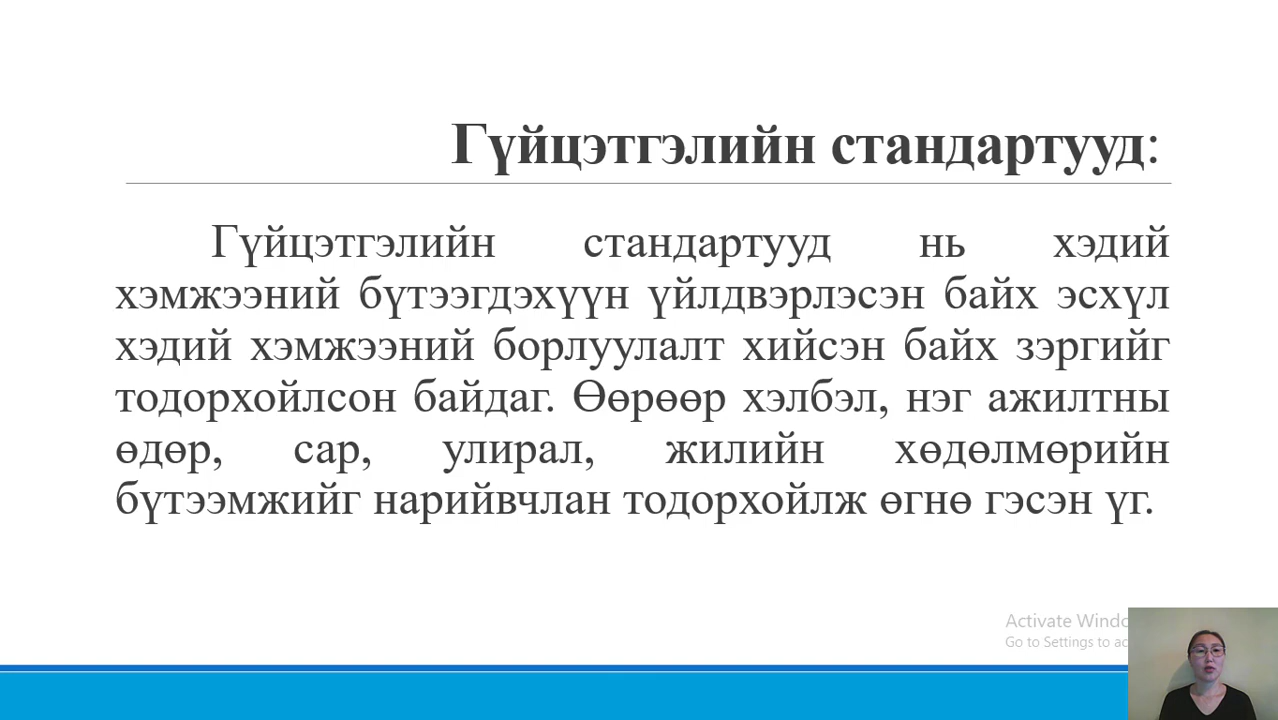 Гүйцэтгэлийн стандартууд:
Гүйцэтгэлийн стандартууд нь хэдий
хэмжээний бүтээгдэхүүн үйлдвэрлэсэн байх эсхүл
хэдий хэмжээний борлуулалт хийсэн байх зэргийг
тодорхойлсон байдаг. Өөрөөр хэлбэл, нэг ажилтны
өдөр, сар, улирал, жилийн хөдөлмөрийн
бүтээмжийг нарийвчлан тодорхойлж өгнө гэсэн үг.
Activate
Go to Settings to